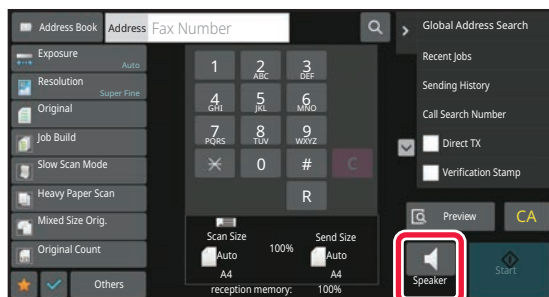 Address Book
Address
Fax Number
Exposure
Auto
Resolution
Super Fine
Original
Job Build
Slow Scan Mode
Heavy Paper Scan
Mixed Size Orig.
Original Count
Others
1
2
ABC
3
DEF
4
GHI
5
JKL
6
MNO
7
PQRS
8
TUV
9
WXYZ
0
#
C
R
Scan Size
Auto
A4
100%
Send Size
Auto
A4
reception memory: 100%
Global Address Search
Recent Jobs
Sending History
Call Search Number
Direct TX
Verification Stamp
Preview
CA
Speaker
Start